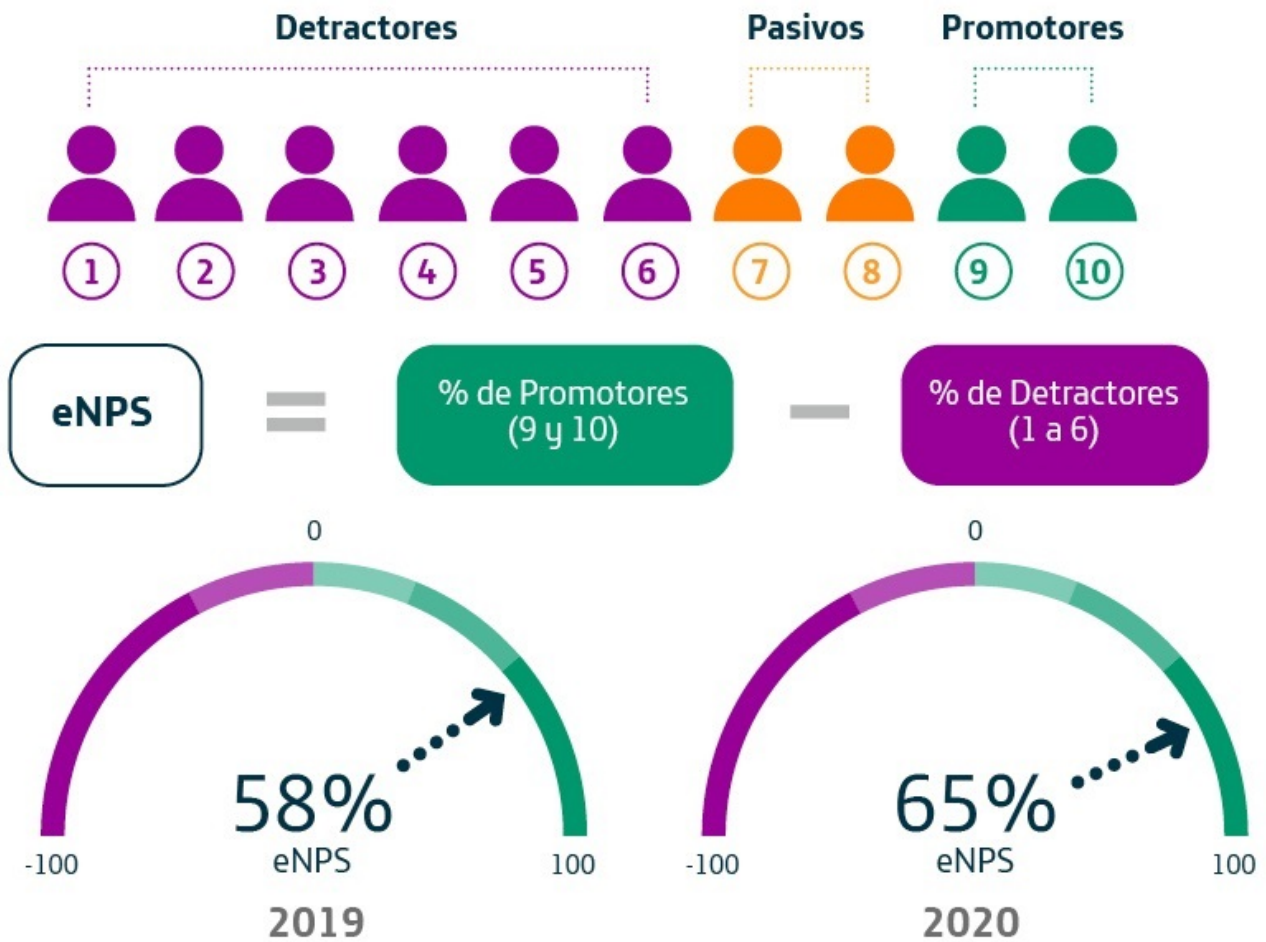 Detractores
Pasivos
Promotores
1
2
3
4
5
6
7
8
9
10
eNPS
=
% de Promotores
(9 y 10)
−
% de Detractores
(1 a 6)
0
58%
eNPS
-100
100
2019
0
65%
eNPS
-100
100
2020